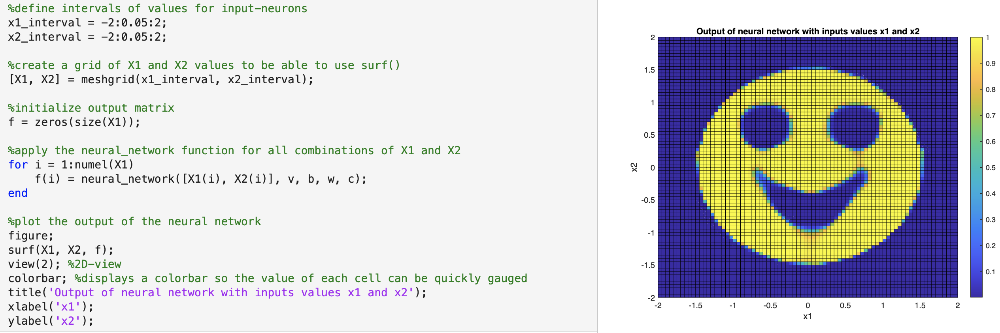 %define intervals of values for input-neurons
x1_interval = -2:0.05:2;
x2_interval = -2:0.05:2;
%create a grid of X1 and X2 values to be able to use surf()
[X1, X2] = meshgrid(x1_interval, x2_interval);
%initialize output matrix
f = zeros(size(X1));
%apply the neural_network function for all combinations of X1 and X2
for i = 1:numel(X1)
    f(i) = neural_network([X1(i), X2(i)], v, b, w, c);
end
%plot the output of the neural network
figure;
surf(X1, X2, f);
view(2); %2D-view
colorbar; %displays a colorbar so the value of each cell can be quickly gauged
title('Output of neural network with inputs values x1 and x2');
xlabel('x1');
ylabel('x2');
Output of neural network with inputs values x1 and x2
2
1.5
1
0.5
0
-0.5
-1
-1.5
-2
x2
-2 -1.5 -1 -0.5 0 0.5 1 1.5 2
x1
1
0.9
0.8
0.7
0.6
0.5
0.4
0.3
0.2
0.1